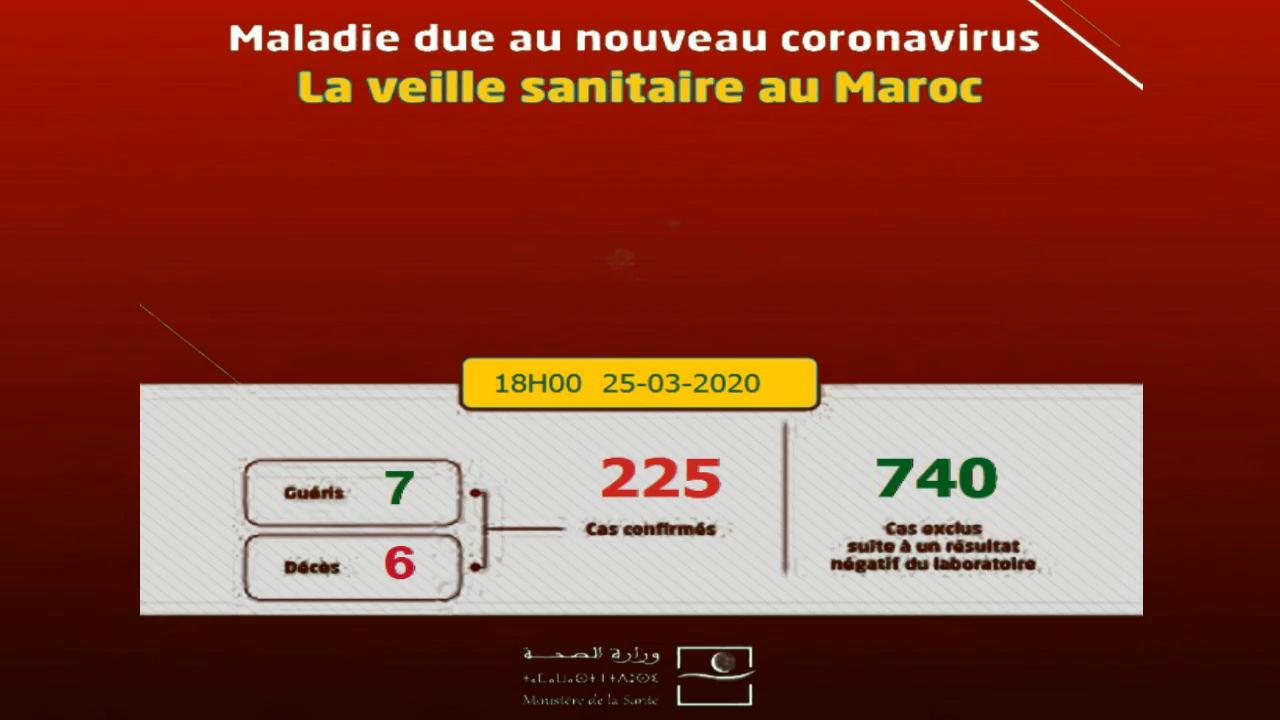 Maladie due au nouveau coronavirus
La veille sanitaire au Maroc
18H00 25-03-2020
Guéris 7
Décès 6
225
Cas confirmés
740
Cas exclus
suite à un résultat
négatif du laboratoire
وزارة الصحة
de la Santé